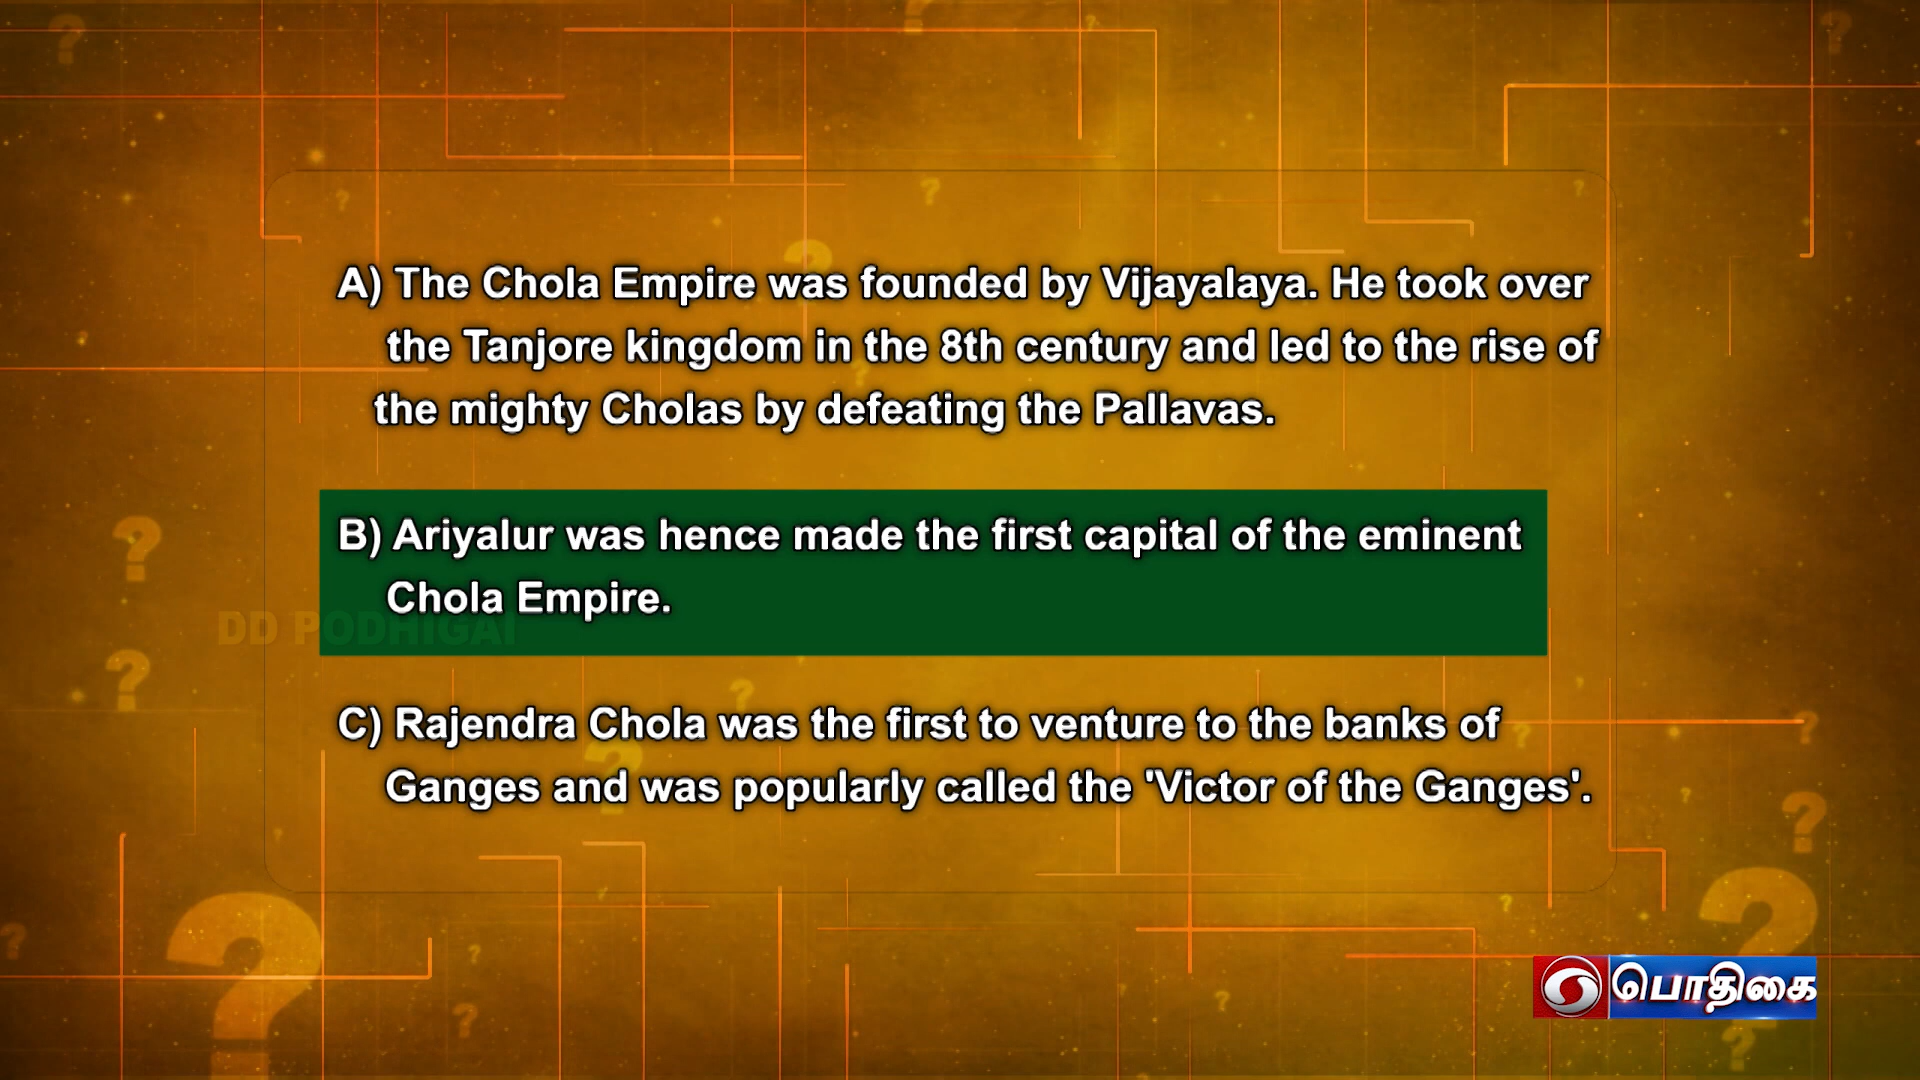 A) The Chola Empire was founded by Vijayalaya. He took over
the Tanjore kingdom in the 8th century and led to the rise of
the mighty Cholas by defeating the Pallavas.
B) Ariyalur was hence made the first capital of the eminent
Chola Empire.
DD PODHIGAI
C) Rajendra Chola was the first to venture to the banks of
Ganges and was popularly called the 'Victor of the Ganges'.
பொதிகை